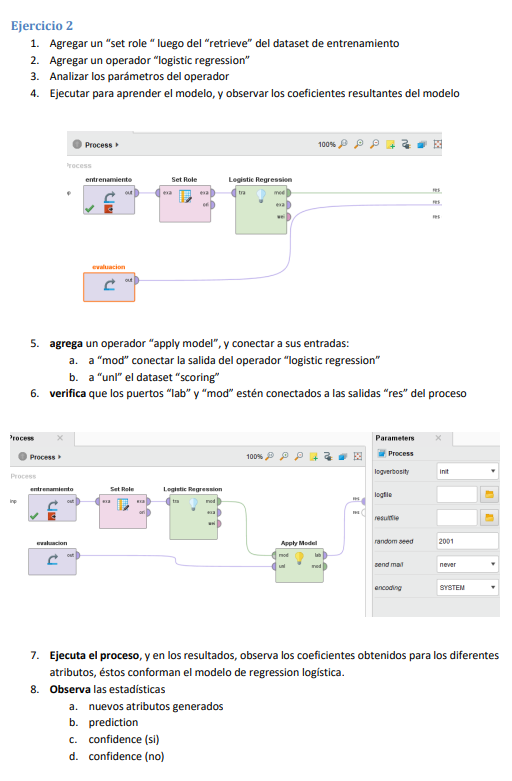 Ejercicio 2
1. Agregar un “set role “ luego del “retrieve” del dataset de entrenamiento
2. Agregar un operador “logistic regression”
3. Analizar los parámetros del operador
4. Ejecutar para aprender el modelo, y observar los coeficientes resultantes del modelo
Process
100%
Process
entrenamiento Set Role Logistic Regression
out exa exa tra mod res
ori exa res
wei res
evaluacion
out
5. agrega un operador “apply model”, y conectar a sus entradas:
a. a “mod” conectar la salida del operador “logistic regression”
b. a “unl” el dataset “scoring”
6. verifica que los puertos “lab” y “mod” estén conectados a las salidas “res” del proceso
Process
Process
100%
Process
inp
entrenamiento Set Role Logistic Regression
out exa exa tra mod res
ori exa res
wei
evaluacion Apply Model
out mod lab
unl mod
Parameters
Process
logverbosity init
logfile
resultfile
random seed 2001
send mail never
encoding SYSTEM
7. Ejecuta el proceso, y en los resultados, observa los coeficientes obtenidos para los diferentes
atributos, éstos conforman el modelo de regression logística.
8. Observa las estadísticas
a. nuevos atributos generados
b. prediction
c. confidence (si)
d. confidence (no)